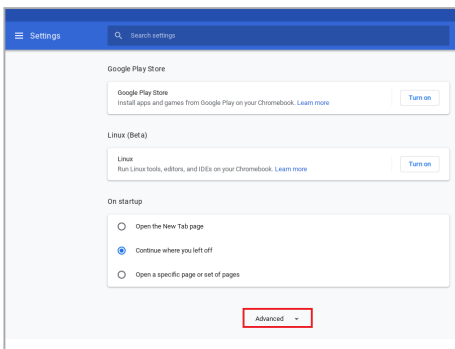 Settings
Search settings
Google Play Store
Google Play Store
Install apps and games from Google Play on your Chromebook. Learn more
Turn on
Linux (Beta)
Linux
Run Linux tools, editors, and IDEs on your Chromebook. Learn more
Turn on
On startup
Open the New Tab page
Continue where you left off
Open a specific page or set of pages
Advanced